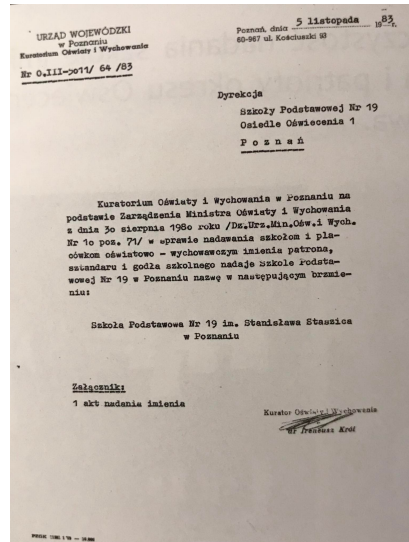 URZĄD WOJEWÓDZKI
w Poznaniu
Kuratorium Oświaty i Wychowania
Nr O.III-5011/ 64 /83
Poznań, dnia 5 listopada 1983 r.
60-967 ul. Kościuszki 93
Dyrekcja
Szkoły Podstawowej Nr 19
Osiedle Oświecenia 1
P o z n a ń
Kuratorium Oświaty i Wychowania w Poznaniu na
podstawie Zarządzenia Ministra Oświaty i Wychowania
z dnia 30 sierpnia 1980 roku /Dz.Urz.Min.Ośw.i Wych.
Nr 10 poz. 71/ w sprawie nadawania szkołom i pla-
cówkom oświatowo - wychowawczym imienia patrona,
sztandaru i godła szkolnego nadaje Szkole Podsta-
wowej Nr 19 w Poznaniu nazwę w następującym brzmie-
niu:
Szkoła Podstawowa Nr 19 im. Stanisława Staszica
w Poznaniu
Załącznik:
1 akt nadania imienia
Kurator Oświaty i Wychowania
dr Ireneusz Król